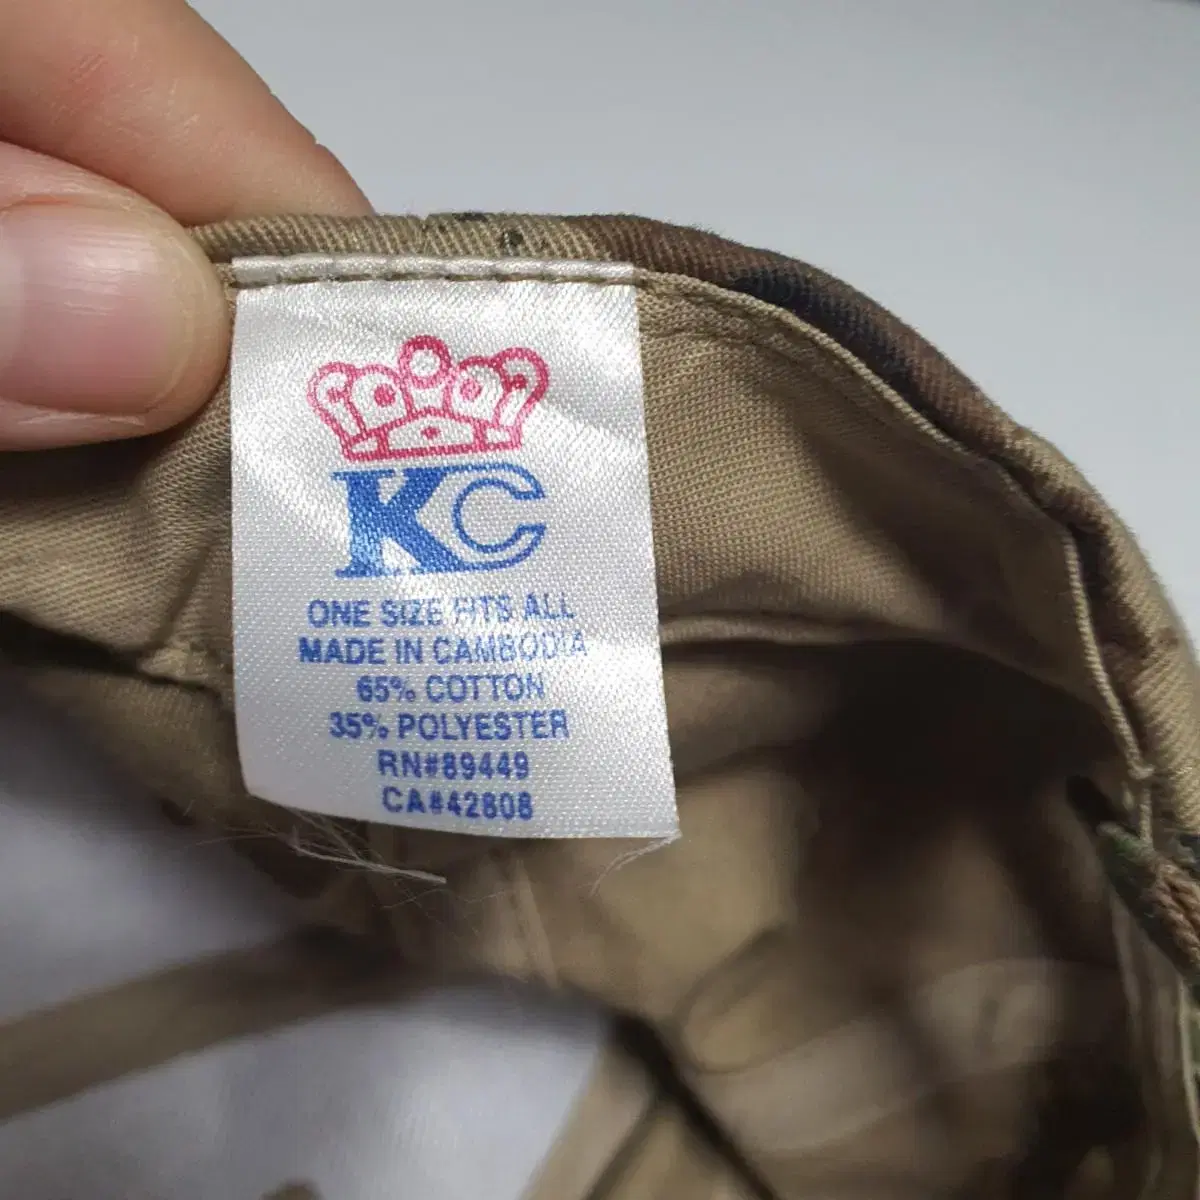 KC
ONE SIZE FITS ALL
MADE IN CAMBODIA
65% COTTON
35% POLYESTER
RN#89449
CA#42808